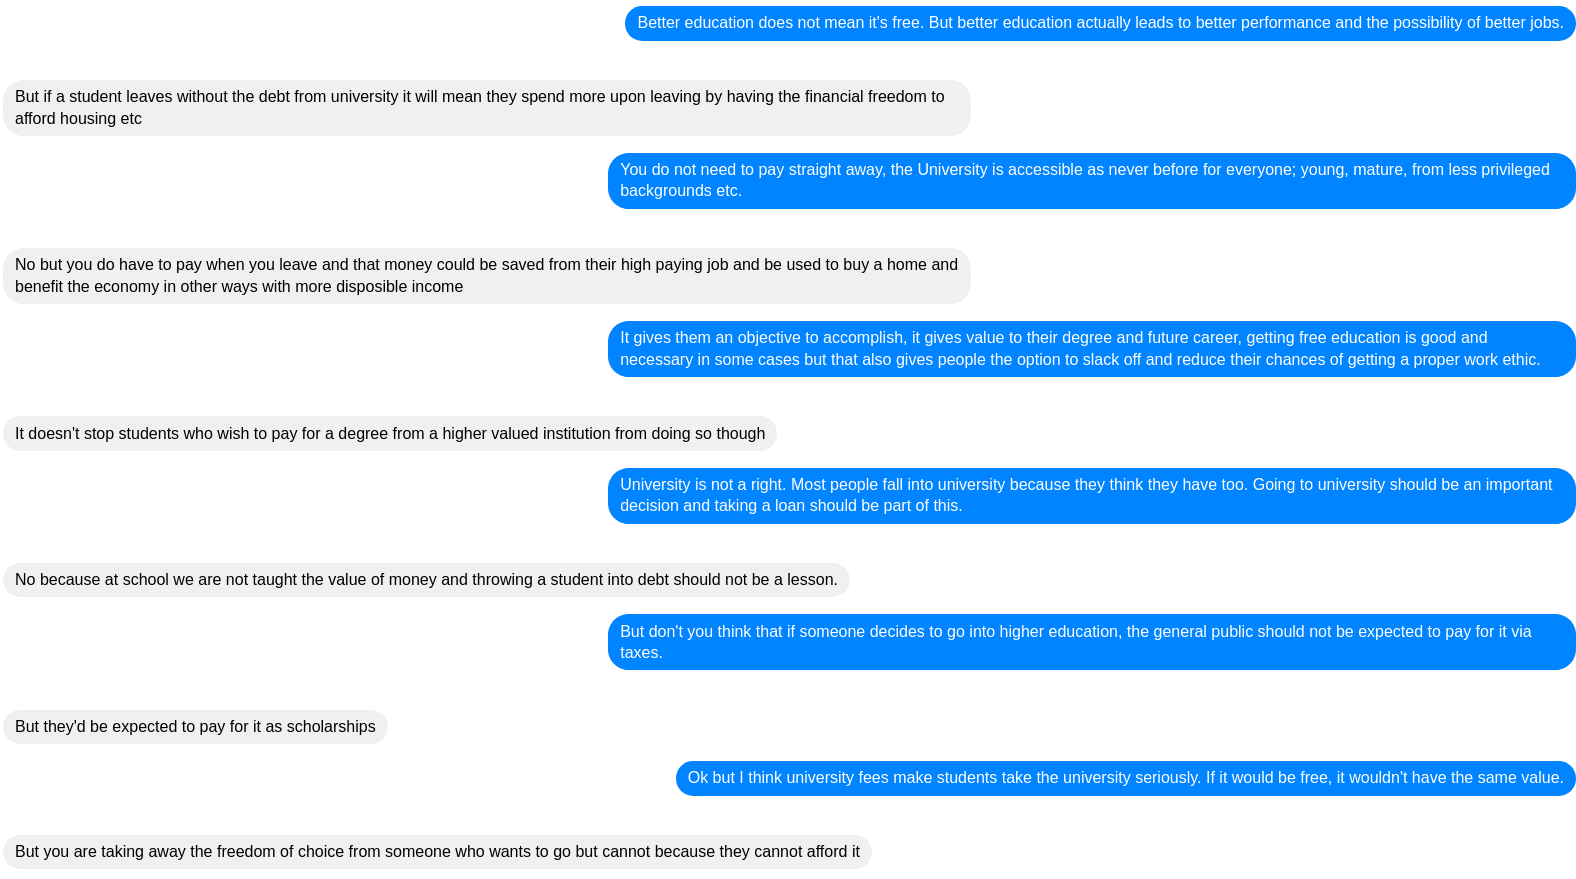 Better education does not mean it's free. But better education actually leads to better performance and the possibility of better jobs.
But if a student leaves without the debt from university it will mean they spend more upon leaving by having the financial freedom to
afford housing etc
You do not need to pay straight away, the University is accessible as never before for everyone; young, mature, from less privileged
backgrounds etc.
No but you do have to pay when you leave and that money could be saved from their high paying job and be used to buy a home and
benefit the economy in other ways with more disposible income
It gives them an objective to accomplish, it gives value to their degree and future career, getting free education is good and
necessary in some cases but that also gives people the option to slack off and reduce their chances of getting a proper work ethic.
It doesn't stop students who wish to pay for a degree from a higher valued institution from doing so though
University is not a right. Most people fall into university because they think they have too. Going to university should be an important
decision and taking a loan should be part of this.
No because at school we are not taught the value of money and throwing a student into debt should not be a lesson.
But don't you think that if someone decides to go into higher education, the general public should not be expected to pay for it via
taxes.
But they'd be expected to pay for it as scholarships
Ok but I think university fees make students take the university seriously. If it would be free, it wouldn't have the same value.
But you are taking away the freedom of choice from someone who wants to go but cannot because they cannot afford it